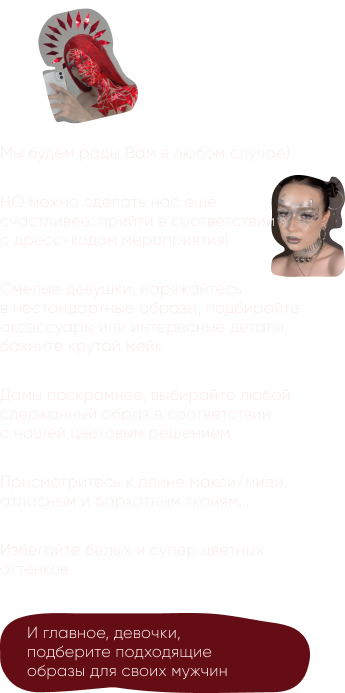 Мы будем рады Вам в любом случае)
НО можно сделать нас ещё
счастливее: прийти в соответствии
с дресс-кодом мероприятия!
Смелые девушки, наряжайтесь
в нестандартные образы, подбирайте
аксессуары или интересные детали,
бахните крутой мейк
Дамы поскромнее, выбирайте любой
сдержанный образ в соответствии
с нашей цветовым решением
Присмотритесь к длине макси/миди,
атласным и бархатным тканям...
Избегайте белых и супер цветных
оттенков
И главное, девочки,
подберите подходящие
образы для своих мужчин